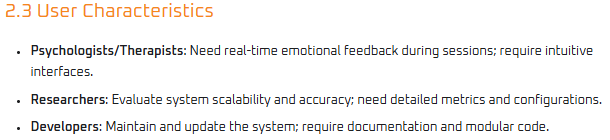 2.3 User Characteristics
• Psychologists/Therapists: Need real-time emotional feedback during sessions; require intuitive
interfaces.
• Researchers: Evaluate system scalability and accuracy; need detailed metrics and configurations.
• Developers: Maintain and update the system; require documentation and modular code.